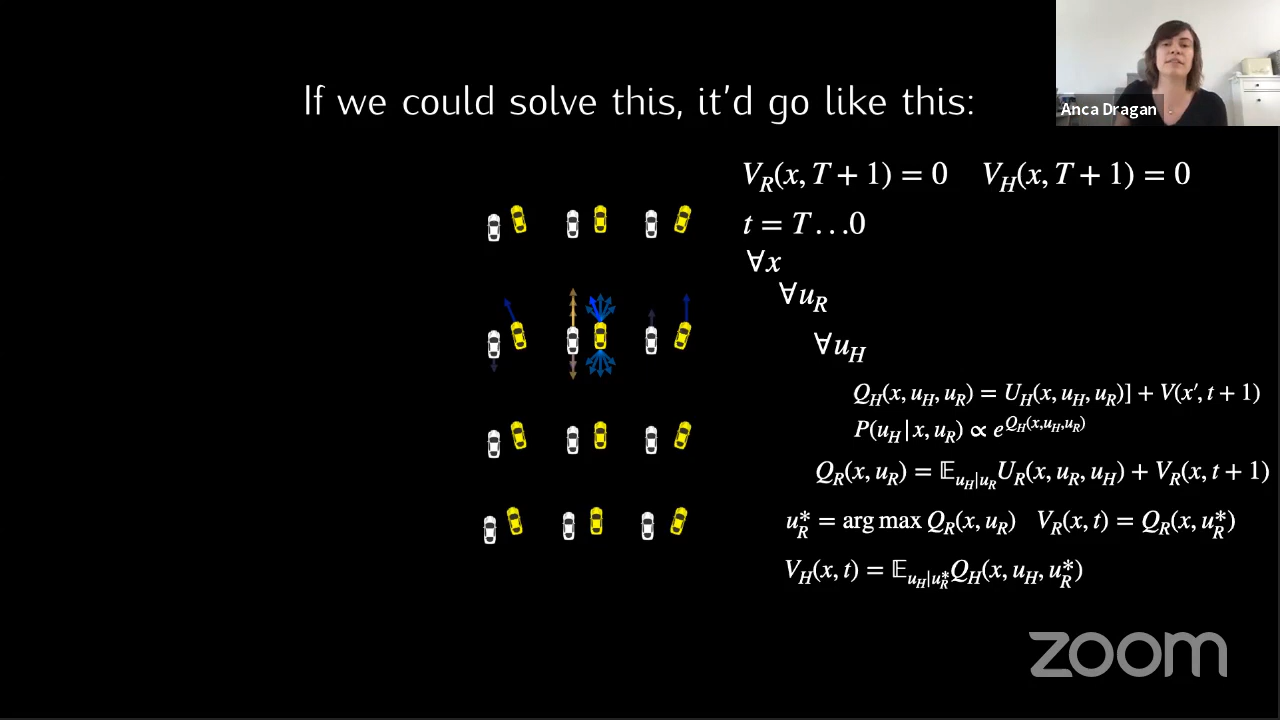 Anca Dragan
If we could solve this, it'd go like this:
V_R(x, T + 1) = 0 V_H(x, T + 1) = 0
t = T…0
∀x
∀u_R
∀u_H
Q_H(x, u_H, u_R) = U_H(x, u_H, u_R)] + V(x′, t + 1)
P(u_H | x, u_R) ∝ e^{Q_H(x,u_H,u_R)}
Q_R(x, u_R) = 𝔼_{u_H|u_R} U_R(x, u_R, u_H) + V_R(x, t + 1)
u_R^* = arg max Q_R(x, u_R) V_R(x, t) = Q_R(x, u_R^*)
V_H(x, t) = 𝔼_{u_H|u_R^*} Q_H(x, u_H, u_R^*)
zoom